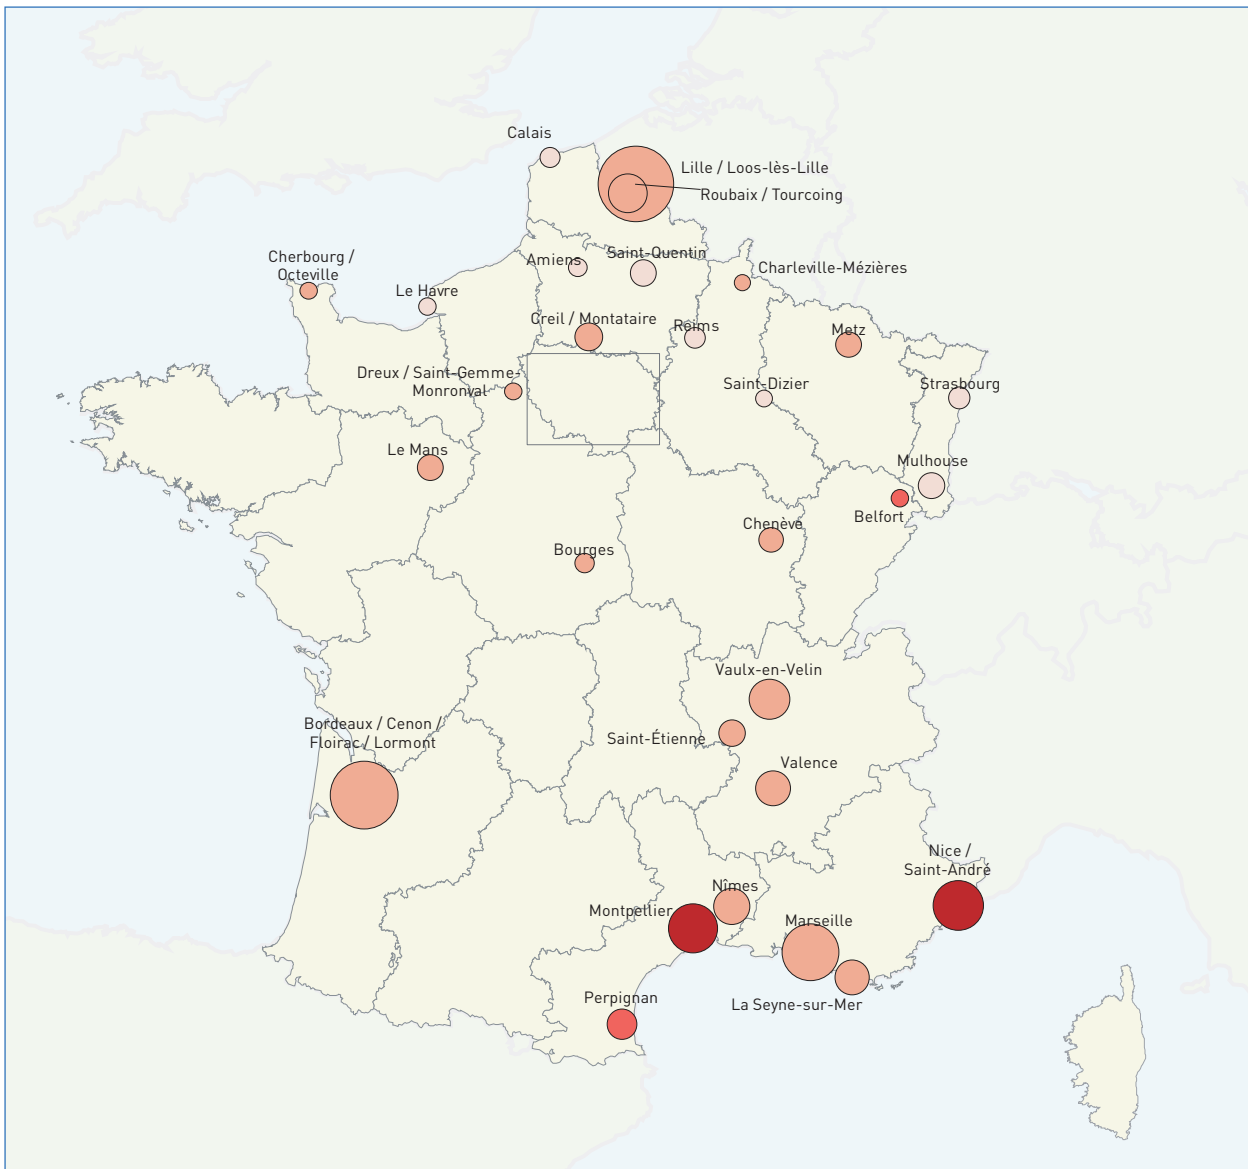 Calais
Lille / Loos-lès-Lille
Roubaix / Tourcoing
Cherbourg /
Octeville
Amiens
Saint-Quentin
Charleville-Mézières
Le Havre
Creil / Montataire
Reims
Metz
Dreux / Saint-Gemme-
Monronval
Saint-Dizier
Strasbourg
Le Mans
Mulhouse
Belfort
Chenève
Bourges
Vaulx-en-Velin
Bordeaux / Cenon /
Floirac / Lormont
Saint-Étienne
Valence
Nice /
Saint-André
Nîmes
Montpellier
Marseille
Perpignan
La Seyne-sur-Mer